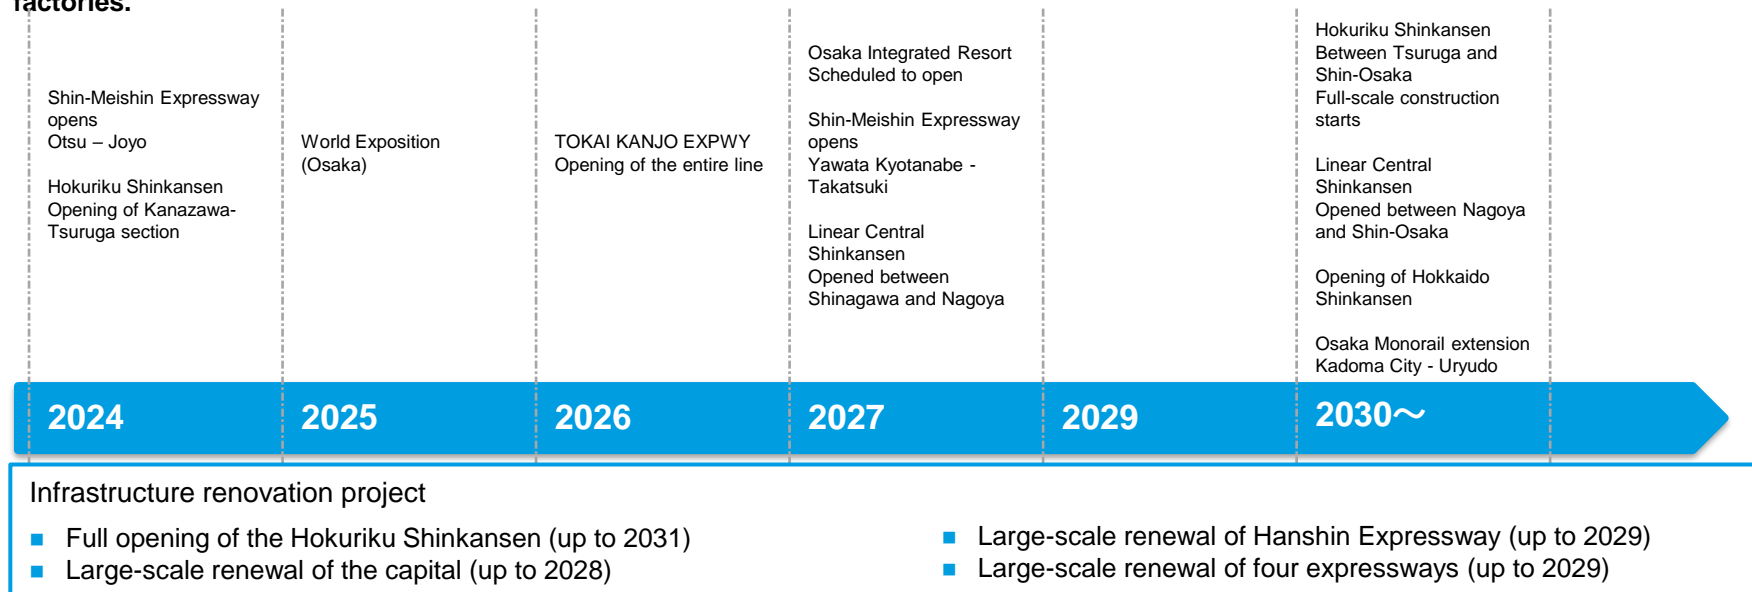 factories.
Shin-Meishin Expressway
opens
Otsu – Joyo
Hokuriku Shinkansen
Opening of Kanazawa-
Tsuruga section
World Exposition
(Osaka)
TOKAI KANJO EXPWY
Opening of the entire line
Osaka Integrated Resort
Scheduled to open
Shin-Meishin Expressway
opens
Yawata Kyotanabe -
Takatsuki
Linear Central
Shinkansen
Opened between
Shinagawa and Nagoya
Hokuriku Shinkansen
Between Tsuruga and
Shin-Osaka
Full-scale construction
starts
Linear Central
Shinkansen
Opened between Nagoya
and Shin-Osaka
Opening of Hokkaido
Shinkansen
Osaka Monorail extension
Kadoma City - Uryudo
2024
2025
2026
2027
2029
2030～
Infrastructure renovation project
■ Full opening of the Hokuriku Shinkansen (up to 2031)
■ Large-scale renewal of the capital (up to 2028)
■ Large-scale renewal of Hanshin Expressway (up to 2029)
■ Large-scale renewal of four expressways (up to 2029)